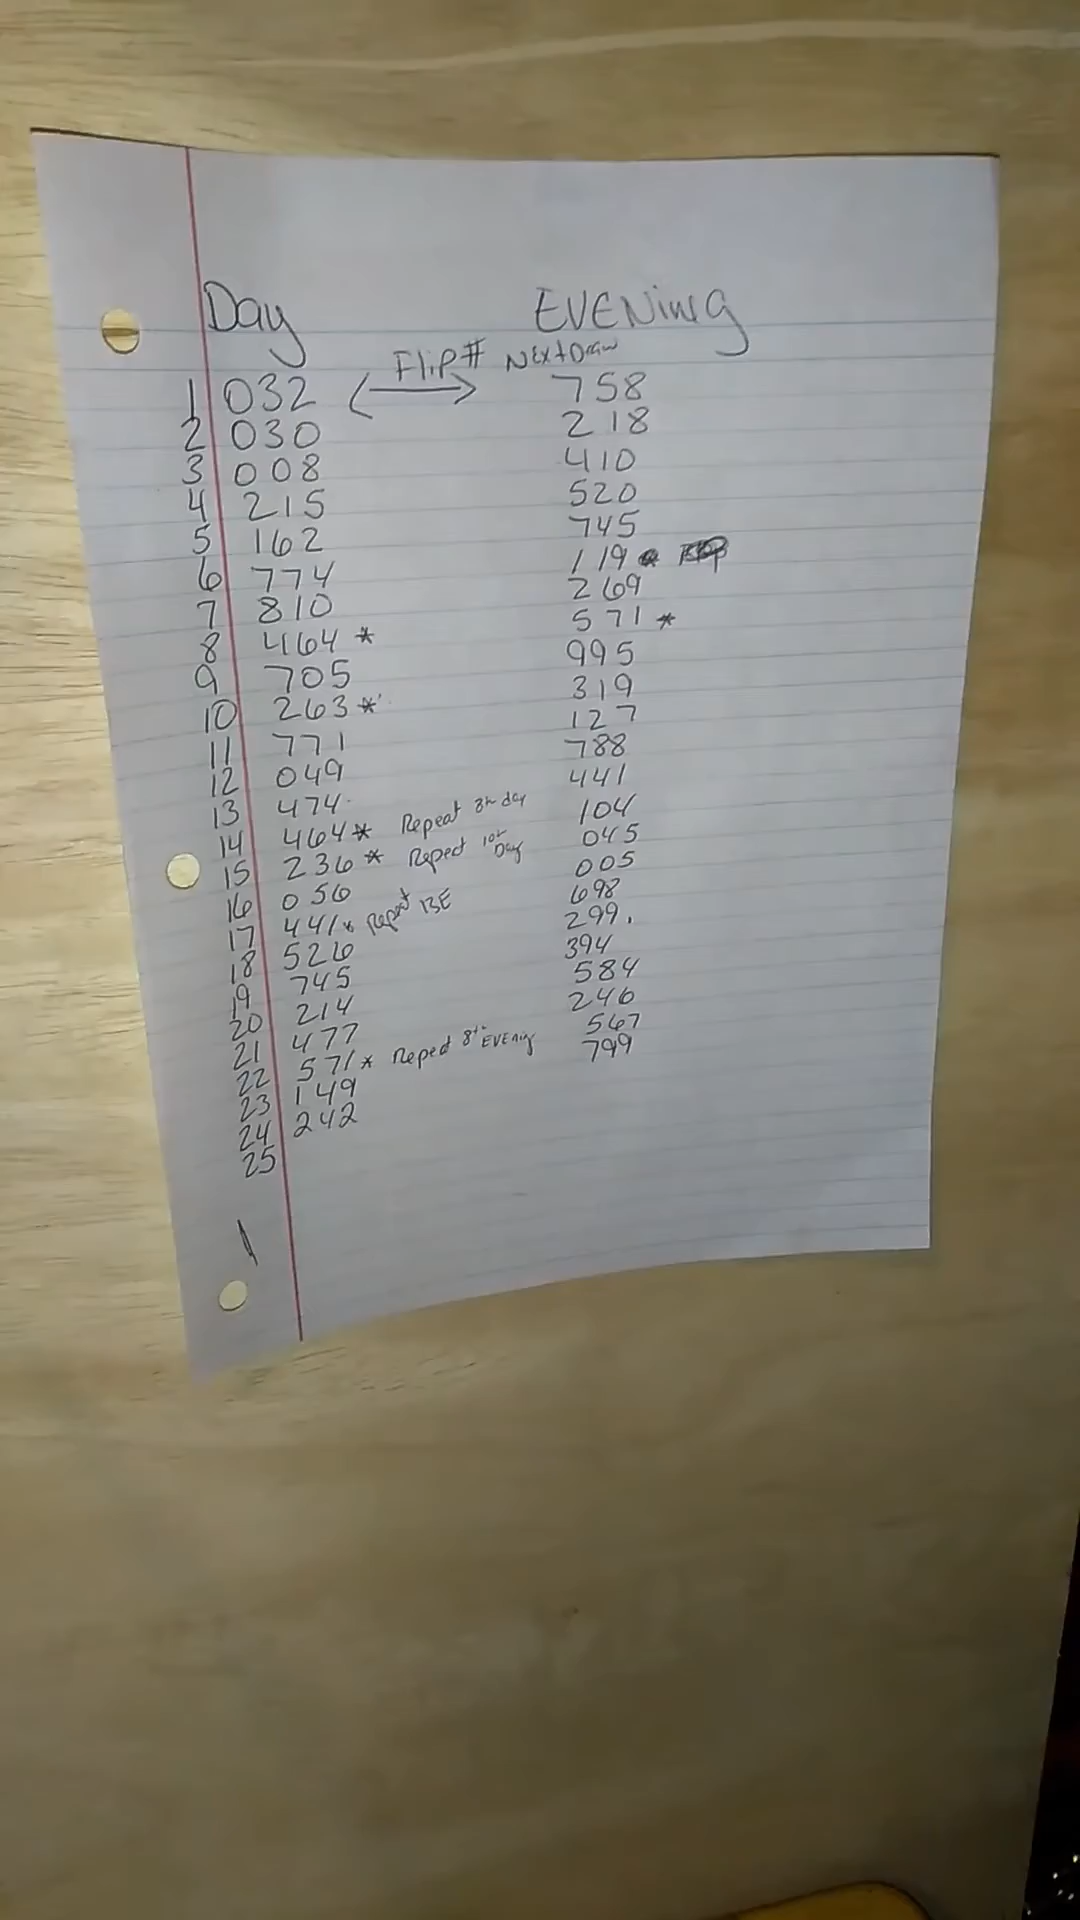 Day EVENing
Flip# NextDraw
1 032 758
2 030 218
3 008 410
4 215 520
5 162 745
6 774 119 *
7 810 269
8 464 * 571 *
9 705 995
10 263 * 319
11 771 127
12 049 788
13 474 441
14 464 * Repeat 8th day 104
15 236 * Repeat 10th Day 045
16 056 005
17 441 * Repeat 13E 698
18 526 299.
19 745 394
20 214 584
21 477 246
22 571 * Repeat 8th EVEning 567
23 149 799
24 242
25